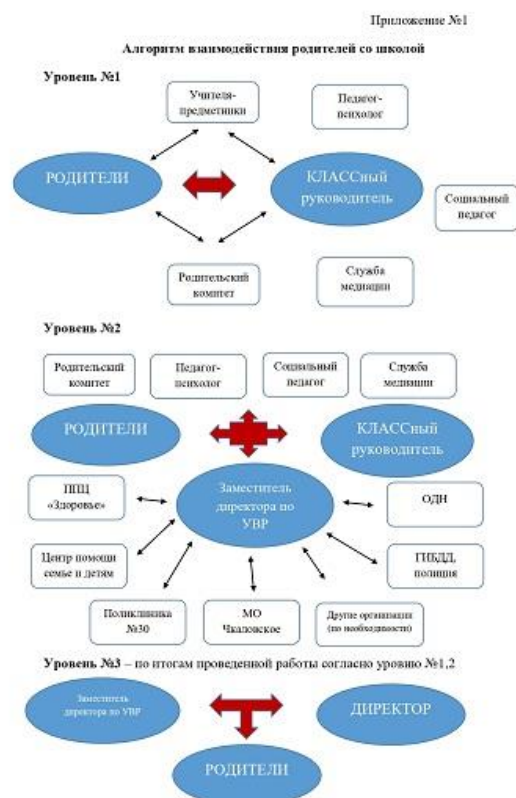 Приложение №1
Алгоритм взаимодействия родителей со школой
Уровень №1
Учителя-
предметники
Педагог-
психолог
РОДИТЕЛИ
КЛАССный
руководитель
Социальный
педагог
Родительский
комитет
Служба
медиации
Уровень №2
Родительский
комитет
Педагог-
психолог
Социальный
педагог
Служба
медиации
РОДИТЕЛИ
КЛАССный
руководитель
Заместитель
директора по
УВР
ППЦ
«Здоровье»
ОДН
Центр помощи
семье и детям
ГИБДД,
полиция
Поликлиника
№30
МО
Чкаловское
Другие организации
(по необходимости)
Уровень №3 – по итогам проведенной работы согласно уровню №1,2
Заместитель
директора по УВР
ДИРЕКТОР
РОДИТЕЛИ